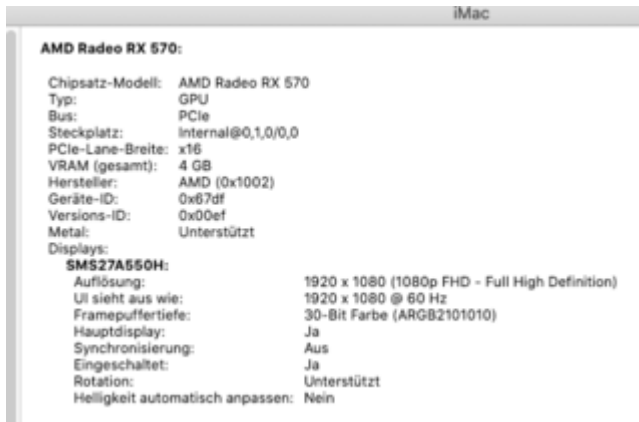 iMac
AMD Radeo RX 570:
Chipsatz-Modell: AMD Radeo RX 570
Typ: GPU
Bus: PCIe
Steckplatz: Internal@0,1,0/0,0
PCIe-Lane-Breite: x16
VRAM (gesamt): 4 GB
Hersteller: AMD (0x1002)
Geräte-ID: 0x67df
Versions-ID: 0x00ef
Metal: Unterstützt
Displays:
SMS27A550H:
Auflösung: 1920 x 1080 (1080p FHD - Full High Definition)
UI sieht aus wie: 1920 x 1080 @ 60 Hz
Framepuffertiefe: 30-Bit Farbe (ARGB2101010)
Hauptdisplay: Ja
Synchronisierung: Aus
Eingeschaltet: Ja
Rotation: Unterstützt
Helligkeit automatisch anpassen: Nein